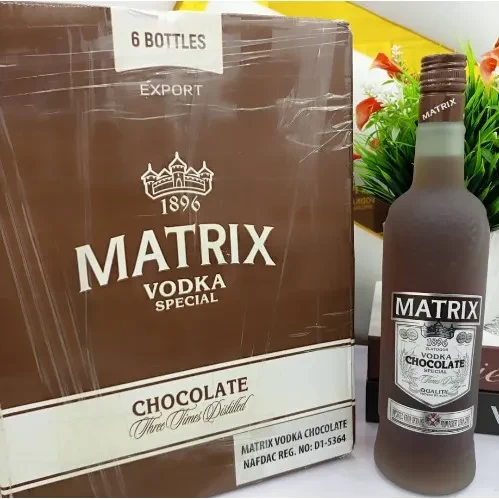 6 BOTTLES
EXPORT
1896
MATRIX
VODKA
SPECIAL
CHOCOLATE
Three Times Distilled
MATRIX VODKA CHOCOLATE
NAFDAC REG. NO: D1-5364
MATRIX
MATRIX
1896
VODKA
CHOCOLATE
SPECIAL
QUALITY